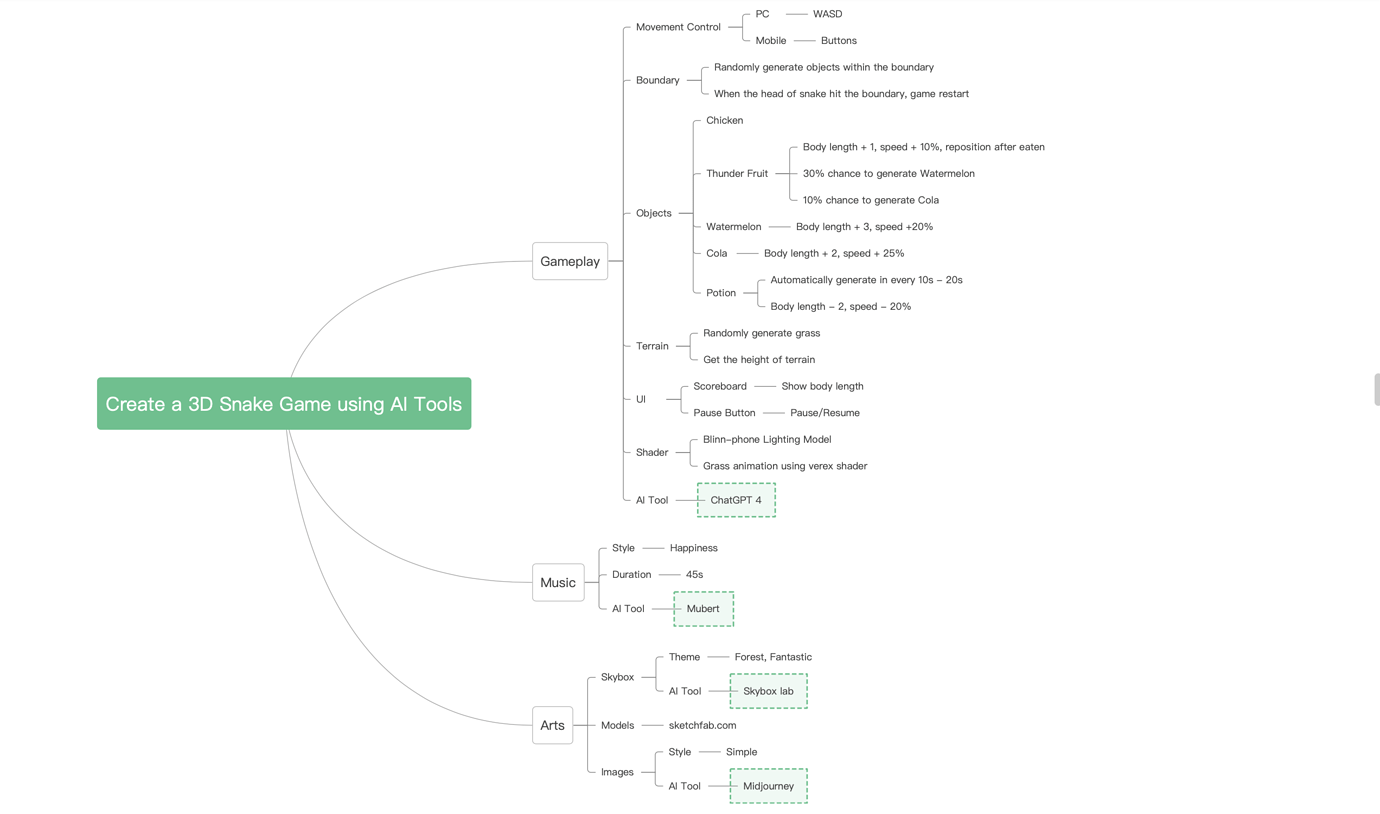 Create a 3D Snake Game using AI Tools
Gameplay
Movement Control
PC
WASD
Mobile
Buttons
Boundary
Randomly generate objects within the boundary
When the head of snake hit the boundary, game restart
Objects
Chicken
Thunder Fruit
Body length + 1, speed + 10%, reposition after eaten
30% chance to generate Watermelon
10% chance to generate Cola
Watermelon
Body length + 3, speed +20%
Cola
Body length + 2, speed + 25%
Potion
Automatically generate in every 10s – 20s
Body length – 2, speed – 20%
Terrain
Randomly generate grass
Get the height of terrain
UI
Scoreboard
Show body length
Pause Button
Pause/Resume
Shader
Blinn–phone Lighting Model
Grass animation using verex shader
AI Tool
ChatGPT 4
Music
Style
Happiness
Duration
45s
AI Tool
Mubert
Arts
Skybox
Theme
Forest, Fantastic
AI Tool
Skybox lab
Models
sketchfab.com
Images
Style
Simple
AI Tool
Midjourney